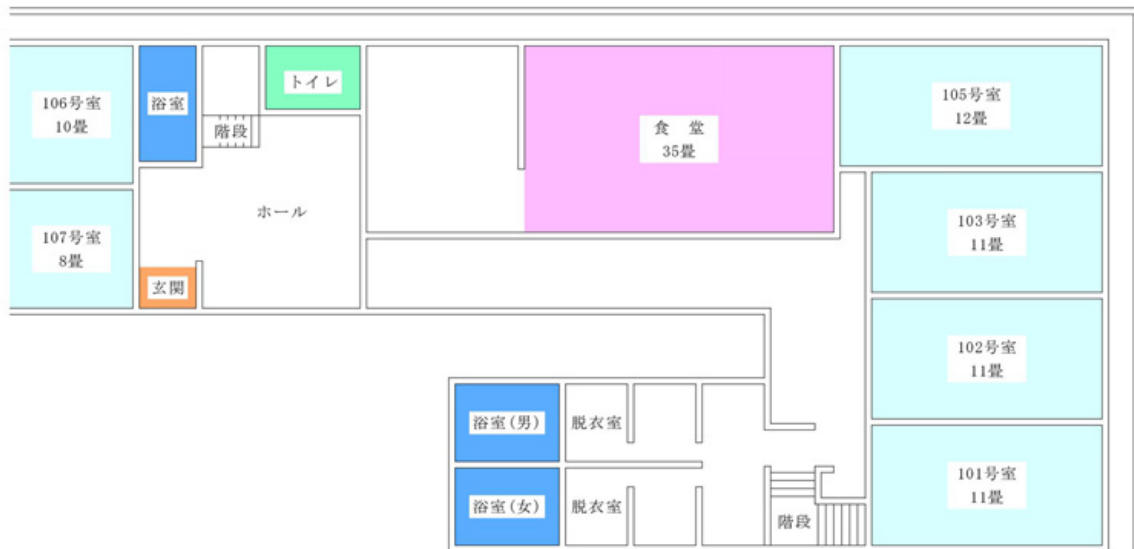 106号室
10畳
浴室
トイレ
階段
食 堂
35畳
105号室
12畳
ホール
103号室
11畳
107号室
8畳
玄関
102号室
11畳
浴室(男)
脱衣室
101号室
11畳
浴室(女)
脱衣室
階段